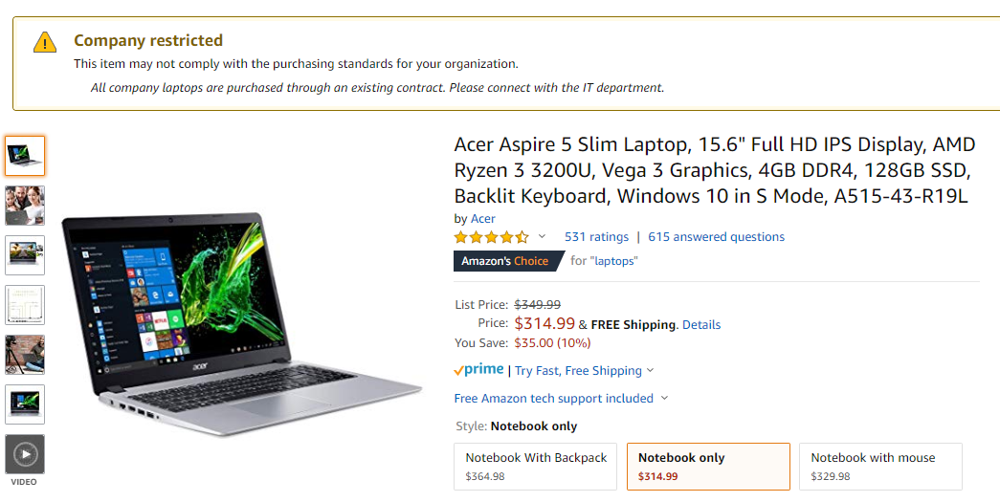 Company restricted
This item may not comply with the purchasing standards for your organization.
All company laptops are purchased through an existing contract. Please connect with the IT department.
Acer Aspire 5 Slim Laptop, 15.6" Full HD IPS Display, AMD
Ryzen 3 3200U, Vega 3 Graphics, 4GB DDR4, 128GB SSD,
Backlit Keyboard, Windows 10 in S Mode, A515-43-R19L
by Acer
531 ratings | 615 answered questions
Amazon's Choice for "laptops"
List Price: $349.99
Price: $314.99 & FREE Shipping. Details
You Save: $35.00 (10%)
prime | Try Fast, Free Shipping
Free Amazon tech support included
Style: Notebook only
Notebook With Backpack
$364.98
Notebook only
$314.99
Notebook with mouse
$329.98
acer
VIDEO